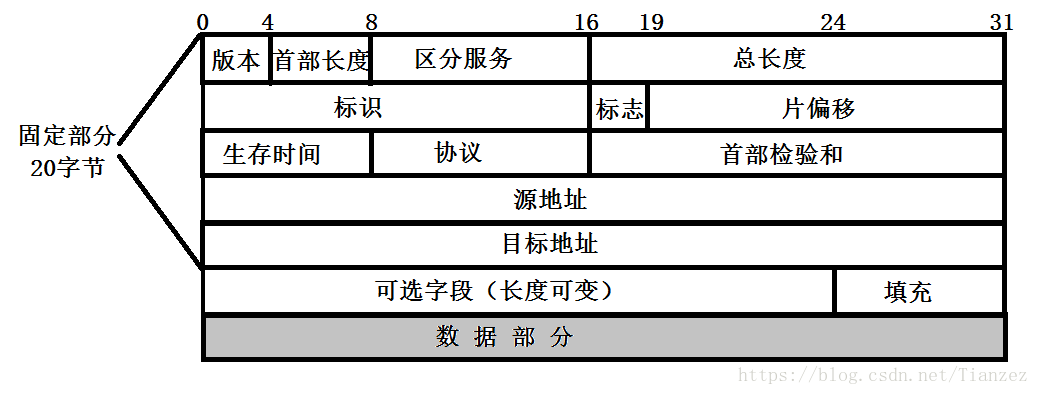 0 4 8 16 19 24 31
版本 首部长度 区分服务 总长度
标识 标志 片偏移
固定部分
20字节
生存时间 协议 首部检验和
源地址
目标地址
可选字段（长度可变） 填充
数 据 部 分
https://blog.csdn.net/Tianzez